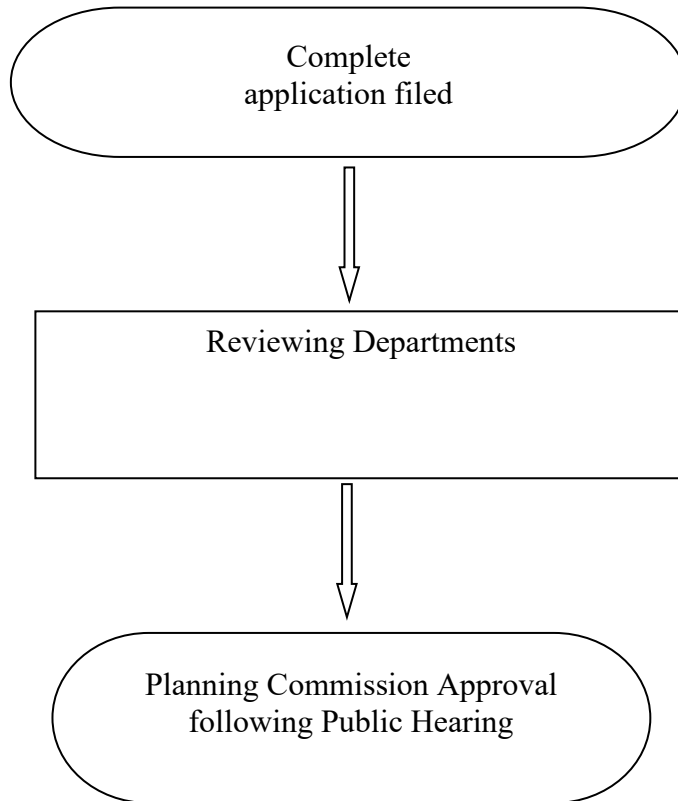 Complete
application filed
Reviewing Departments
Planning Commission Approval
following Public Hearing